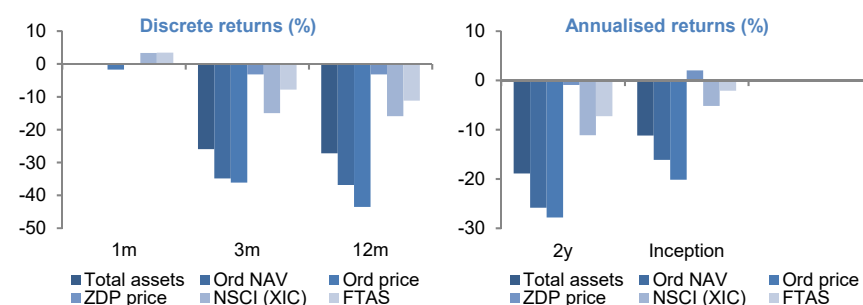 Discrete returns (%)
10
0
-10
-20
-30
-40
-50
1m 3m 12m
Total assets Ord NAV Ord price
ZDP price NSCI (XIC) FTAS
Annualised returns (%)
10
0
-10
-20
-30
2y Inception
Total assets Ord NAV Ord price
ZDP price NSCI (XIC) FTAS